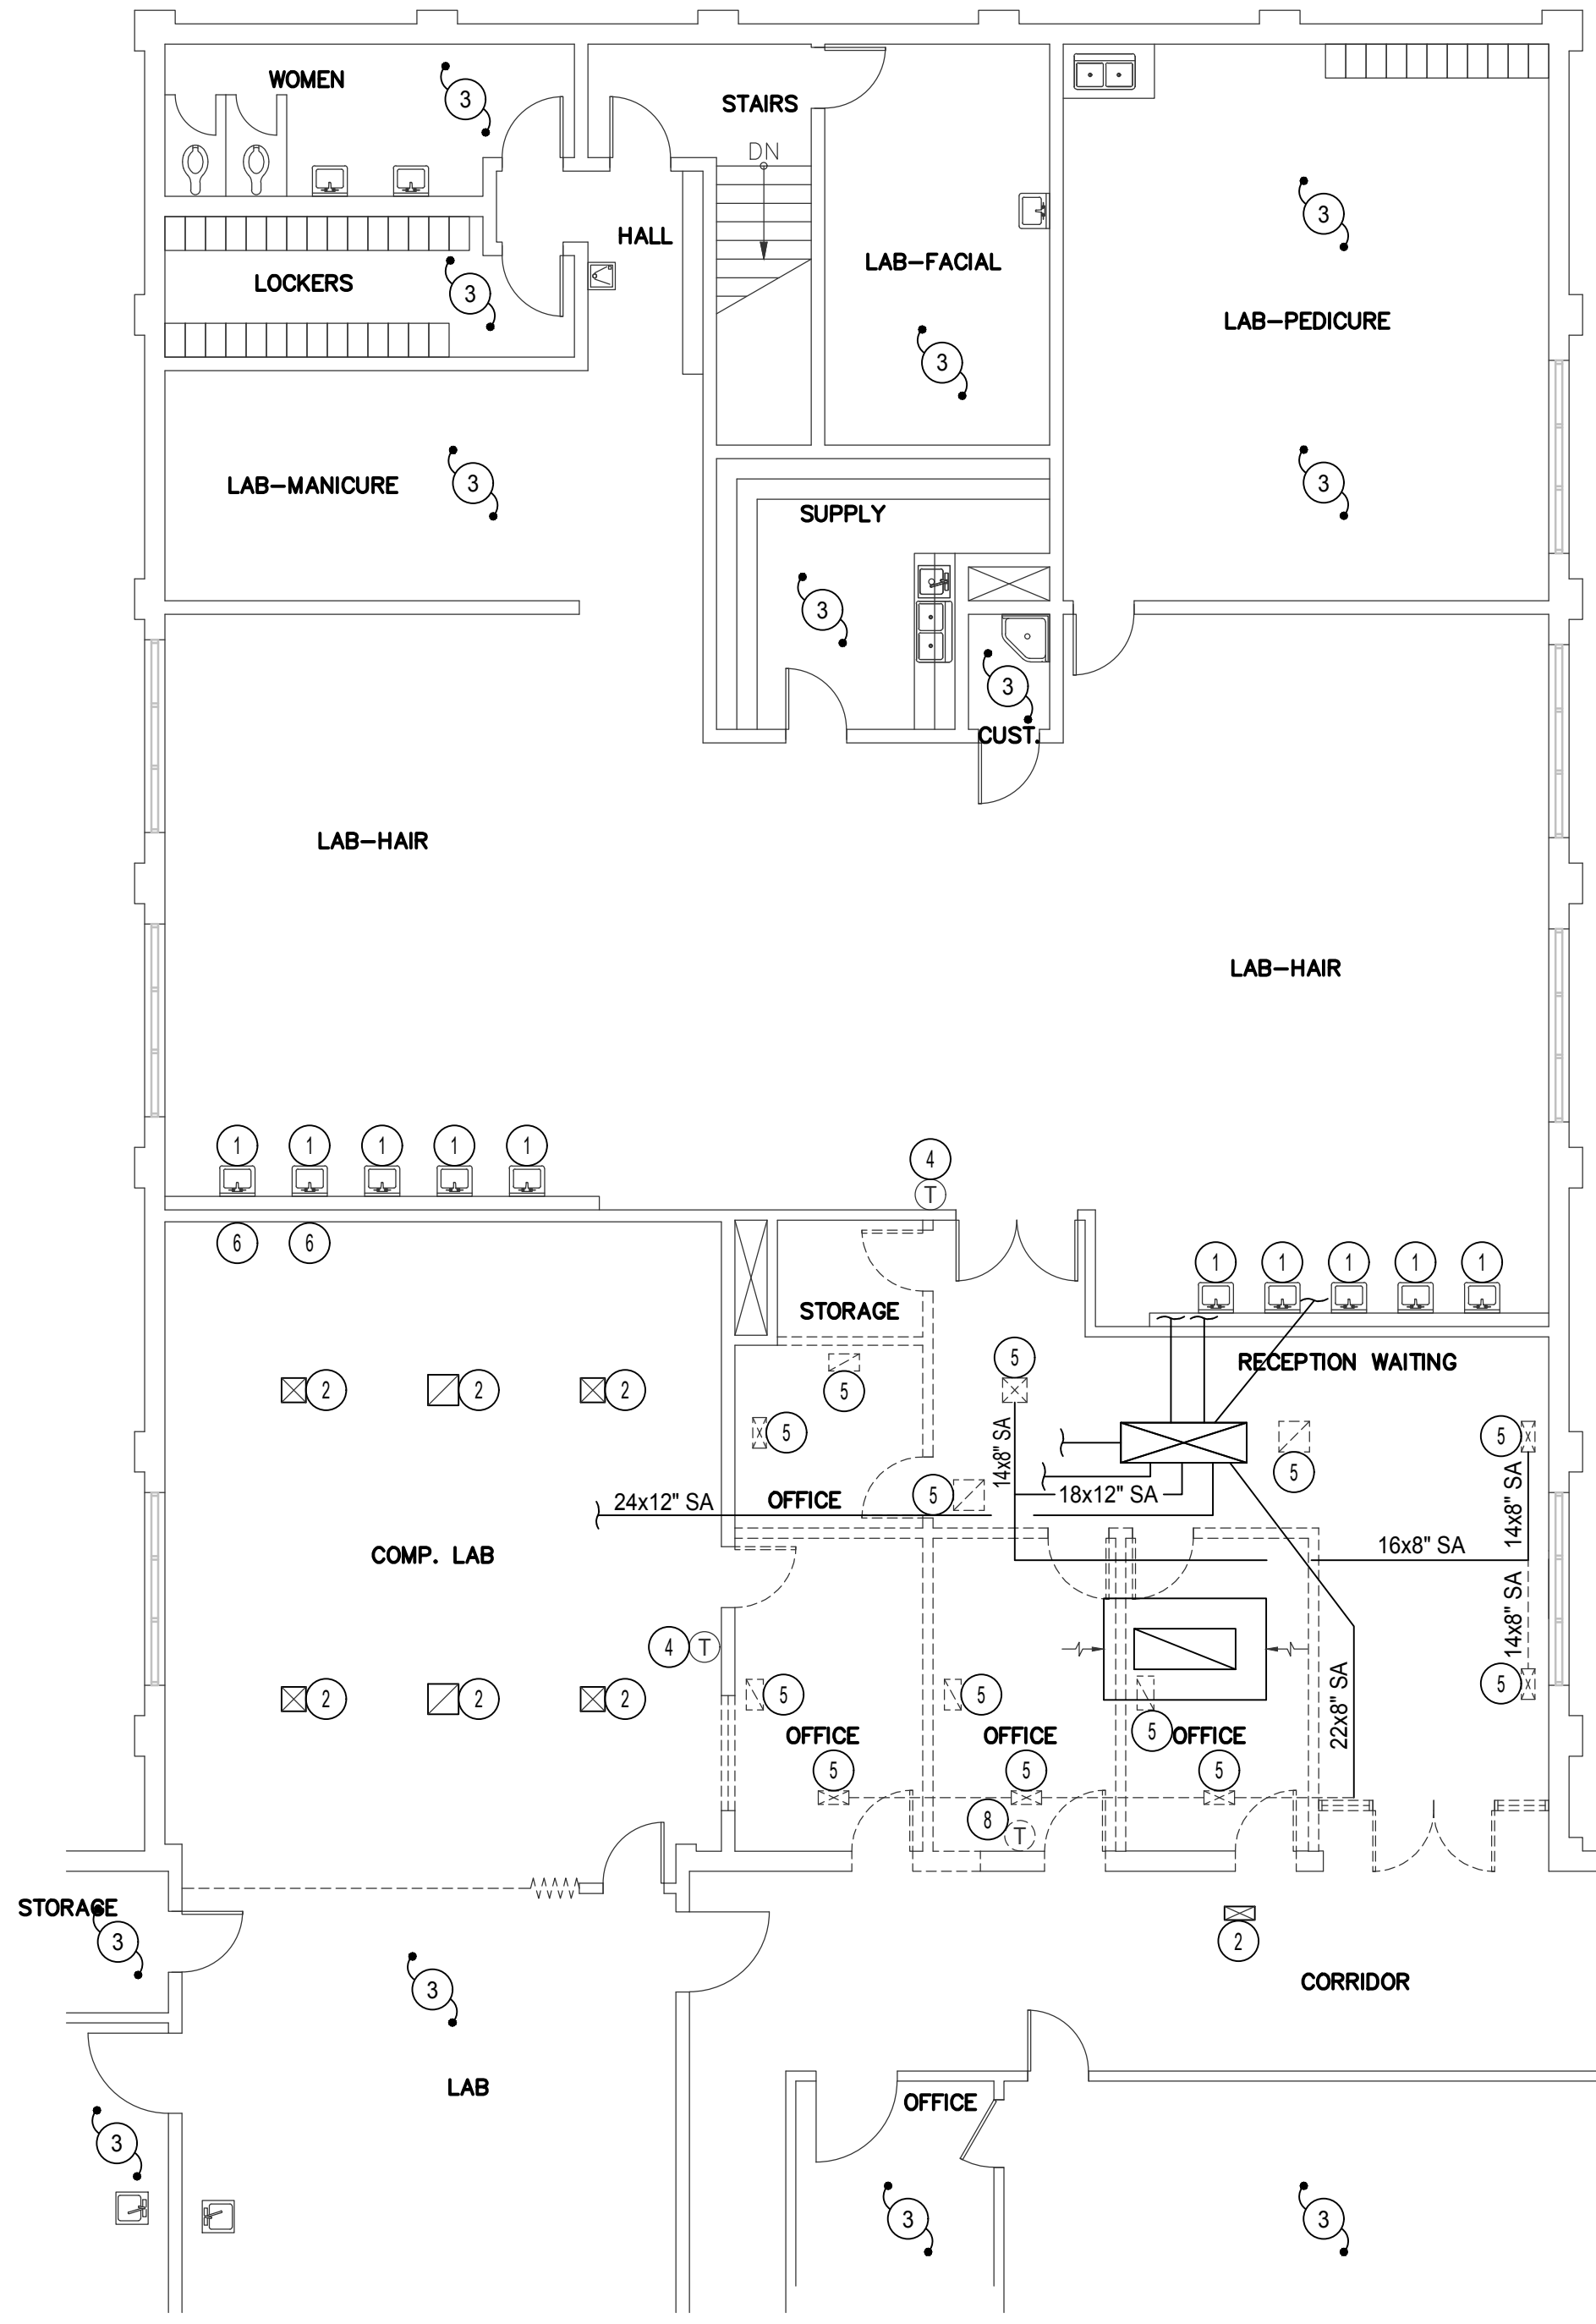 WOMEN
3
STAIRS
DN
3
HALL
LAB-FACIAL
LOCKERS
3
LAB-PEDICURE
3
LAB-MANICURE
3
3
SUPPLY
3
3
CUST.
LAB-HAIR
LAB-HAIR
1 1 1 1 1
4
T
6 6
1 1 1 1 1
STORAGE
5
RECEPTION WAITING
2 2 2
5
5
5
5
14x8" SA
5
18x12" SA
24x12" SA
OFFICE
14x8" SA
16x8" SA
COMP. LAB
14x8" SA
4 T
5
2 2 2
5
5
22x8" SA
5
OFFICE
OFFICE
OFFICE
5
5
5
8
T
STORAGE
3
2
3
CORRIDOR
LAB
OFFICE
3
3
3